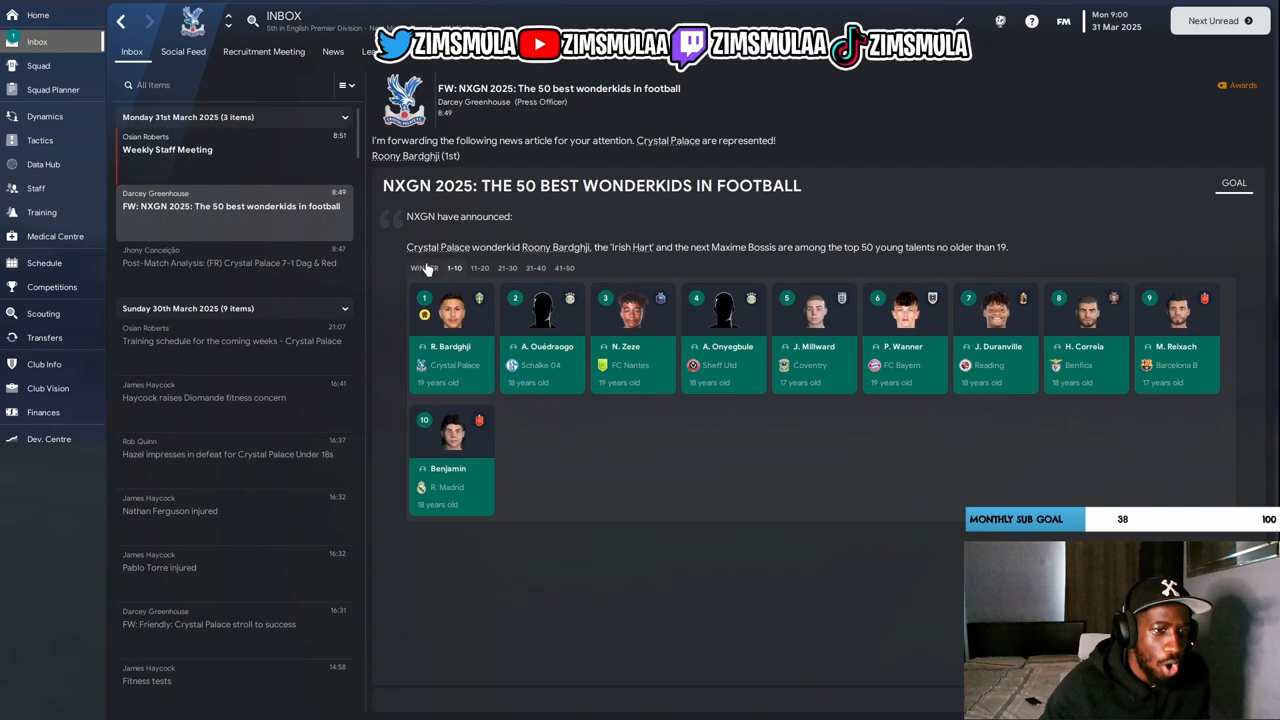 Home
Inbox
Squad
Squad Planner
Dynamics
Tactics
Data Hub
Staff
Training
Medical Centre
Schedule
Competitions
Scouting
Transfers
Club Info
Club Vision
Finances
Dev. Centre
INBOX
5th in English Premier Division
Mon 9:00
31 Mar 2025
FM
Next Unread
Inbox
Social Feed
Recruitment Meeting
News
ZIMSMULA
ZIMSMULAA
ZIMSMULAA
ZIMSMULA
All Items
Monday 31st March 2025 (3 items)
Osian Roberts 8:51
Weekly Staff Meeting
Darcey Greenhouse 8:49
FW: NXGN 2025: The 50 best wonderkids in football
Jhony Conceição 8:47
Post-Match Analysis: (FR) Crystal Palace 7-1 Dag & Red
Sunday 30th March 2025 (9 items)
Osian Roberts 21:07
Training schedule for the coming weeks - Crystal Palace
James Haycock 16:41
Haycock raises Diomande fitness concern
Rob Quinn 16:37
Hazel impresses in defeat for Crystal Palace Under 18s
James Haycock 16:32
Nathan Ferguson injured
James Haycock 16:32
Pablo Torre injured
Darcey Greenhouse 16:31
FW: Friendly: Crystal Palace stroll to success
James Haycock 14:58
Fitness tests
FW: NXGN 2025: The 50 best wonderkids in football
Darcey Greenhouse (Press Officer)
8:49
Awards
I'm forwarding the following news article for your attention. Crystal Palace are represented!
Roony Bardghji (1st)
NXGN 2025: THE 50 BEST WONDERKIDS IN FOOTBALL
GOAL
NXGN have announced:
Crystal Palace wonderkid Roony Bardghji, the 'Irish Hart' and the next Maxime Bossis are among the top 50 young talents no older than 19.
1-10 11-20 21-30 31-40 41-50
1 2 3 4 5 6 7 8 9
R. Bardghji A. Ouédraogo N. Zeze A. Onyegbule J. Millward P. Wanner J. Duranville H. Correia M. Reixach
Crystal Palace Schalke 04 FC Nantes Sheff Utd Coventry FC Bayern Reading Benfica Barcelona B
19 years old 18 years old 19 years old 18 years old 17 years old 19 years old 18 years old 18 years old 17 years old
10
Benjamín
R. Madrid
18 years old
MONTHLY SUB GOAL 38 100